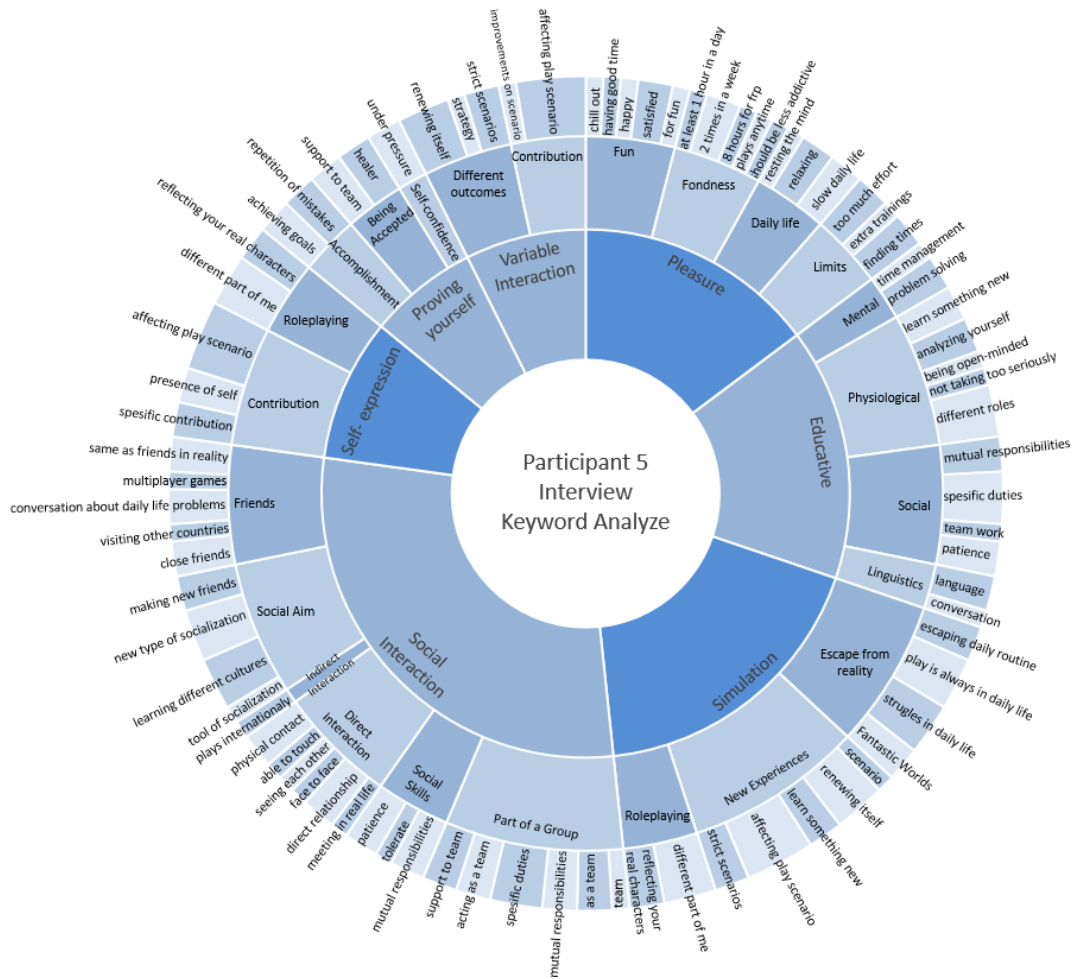 Participant 5
Interview
Keyword Analyze
Pleasure
Fun
chill out
having good time
happy
satisfied
for fun
Fondness
at least 1 hour in a day
2 times in a week
8 hours for frp
plays anytime
should be less addictive
Daily life
resting the mind
relaxing
slow daily life
Limits
too much effort
extra trainings
finding times
Educative
Mental
time management
problem solving
Physiological
learn something new
analyzing yourself
being open-minded
not taking too seriously
different roles
Social
mutual responsibilities
spesific duties
team work
patience
Linguistics
language
conversation
Simulation
Escape from
reality
escaping daily routine
play is always in daily life
strugles in daily life
Fantastic Worlds
scenario
New Experiences
renewing itself
learn something new
affecting play scenario
strict scenarios
Roleplaying
different part of me
reflecting your
real characters
Social
Interaction
Part of a Group
team
as a team
mutual responsibilities
spesific duties
acting as a team
support to team
Social
Skills
mutual responsibilities
tolerate
patience
Direct
Interaction
meeting in real life
direct relationship
face to face
seeing each other
able to touch
physical contact
Indirect
Interaction
plays internationaly
Social Aim
tool of socialization
learning different cultures
new type of socialization
making new friends
Friends
close friends
visiting other countries
conversation about daily life problems
multiplayer games
same as friends in reality
Self- expression
Contribution
spesific contribution
presence of self
affecting play scenario
Roleplaying
different part of me
reflecting your real characters
Proving
yourself
Accomplishment
achieving goals
repetition of mistakes
Being
Accepted
support to team
healer
Self-confidence
under pressure
Variable
Interaction
Different
outcomes
renewing itself
strategy
strict scenarios
improvements on scenario
Contribution
affecting play scenario